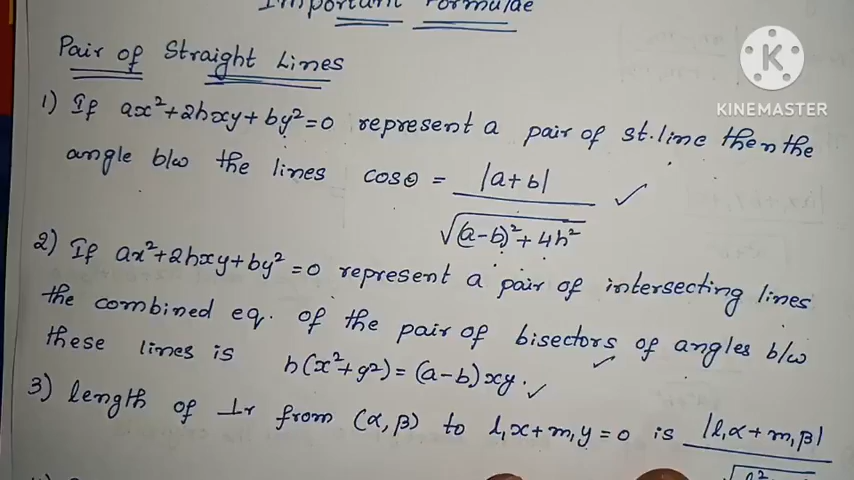 Important Formulae
Pair of Straight Lines
K
KINEMASTER
1) If ax²+2hxy+by²=0 represent a pair of st.line then the
angle b/w the lines cosθ = |a+b| / √(a-b)²+4h²
2) If ax²+2hxy+by²=0 represent a pair of intersecting lines
the combined eq. of the pair of bisectors of angles b/w
these lines is h(x²+y²)=(a-b)xy.
3) length of ⊥r from (α,β) to l₁x+m₁y=0 is |l₁α+m₁β|